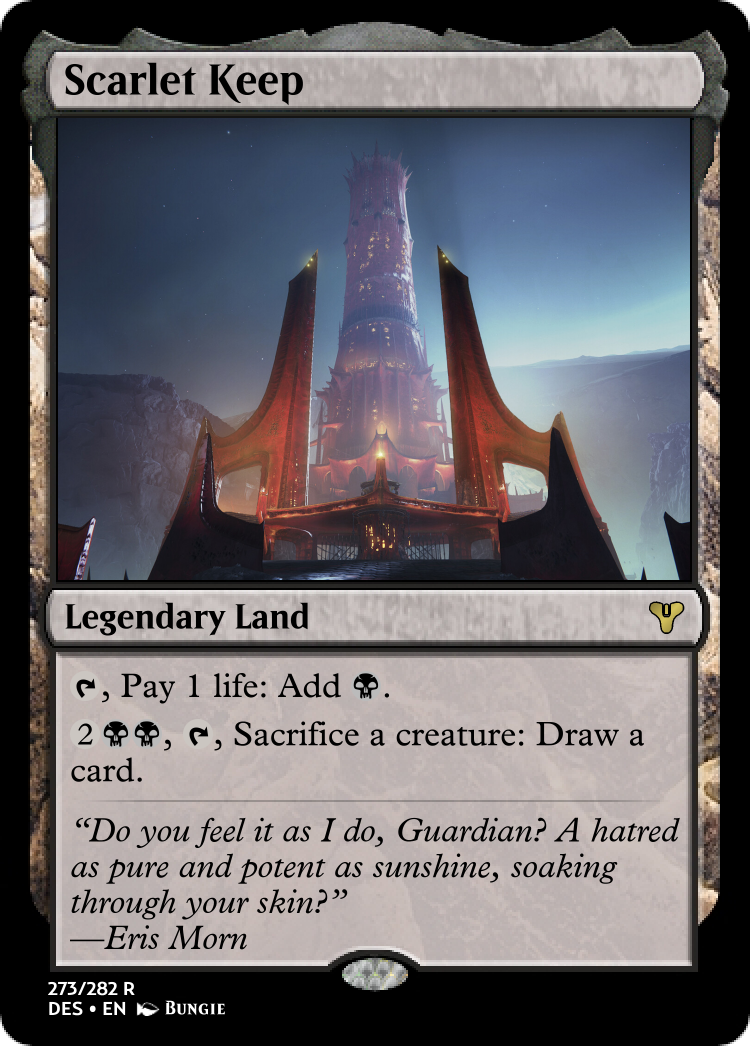 Scarlet Keep
Legendary Land
, Pay 1 life: Add .
2 , , Sacrifice a creature: Draw a
card.
“Do you feel it as I do, Guardian? A hatred
as pure and potent as sunshine, soaking
through your skin?”
—Eris Morn
273/282 R
DES • EN Bungie